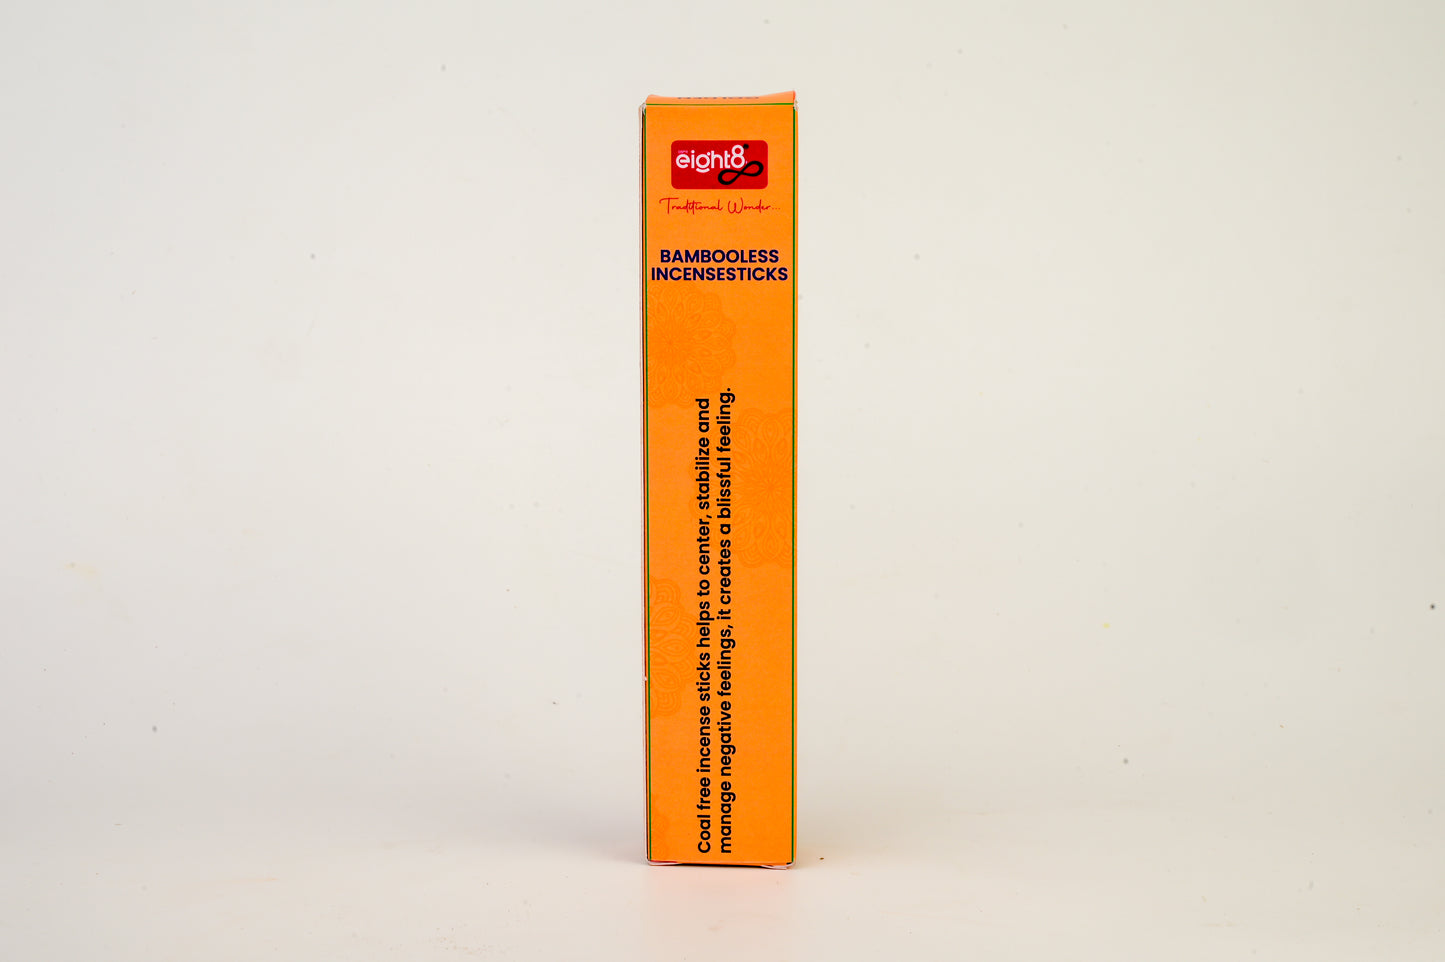 eight8
Traditional Wonder...
BAMBOOLESS
INCENSESTICKS
Coal free incense sticks helps to center, stabilize and
manage negative feelings, it creates a blissful feeling.